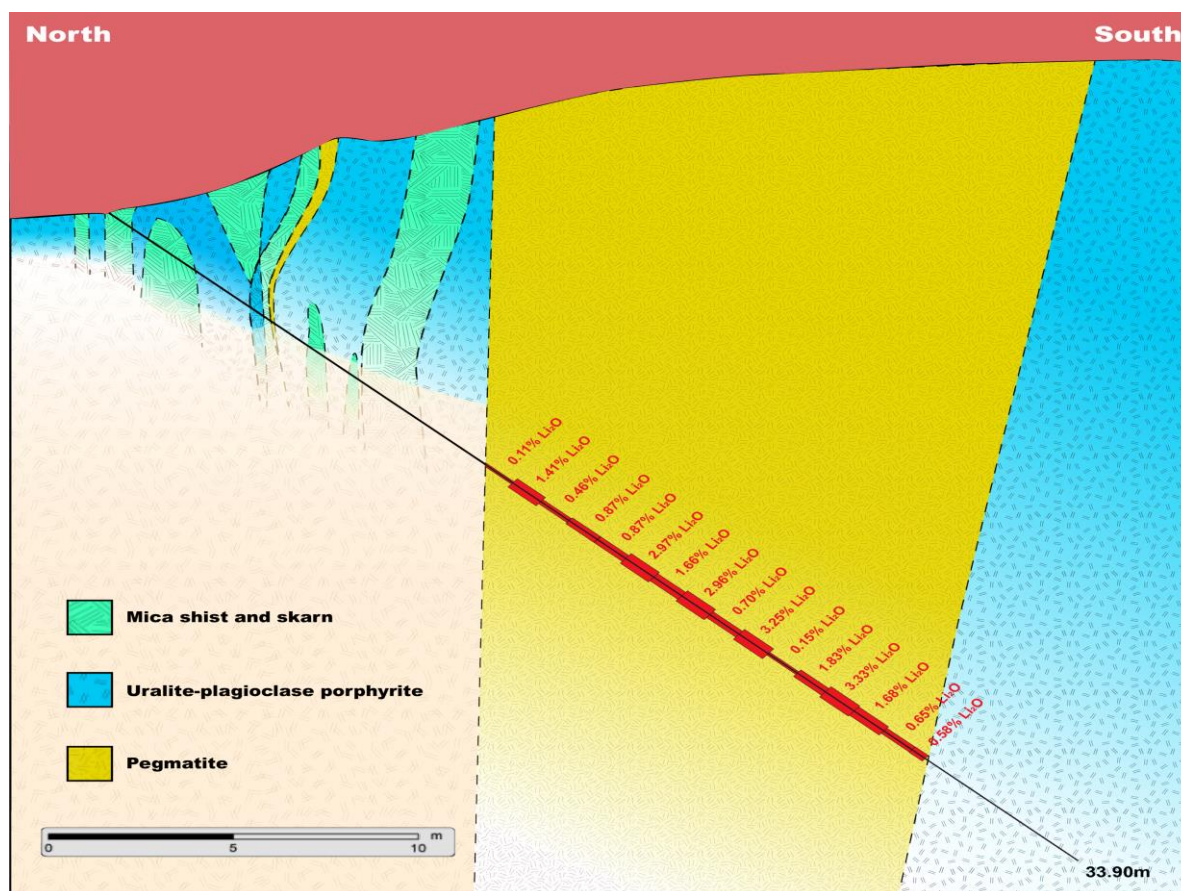 North
South
0.11% Li₂O
1.41% Li₂O
0.46% Li₂O
0.87% Li₂O
0.87% Li₂O
2.97% Li₂O
1.66% Li₂O
2.96% Li₂O
0.70% Li₂O
3.25% Li₂O
0.15% Li₂O
1.83% Li₂O
3.33% Li₂O
1.68% Li₂O
0.65% Li₂O
0.58% Li₂O
Mica shist and skarn
Uralite-plagioclase porphyrite
Pegmatite
m
0 5 10
33.90m